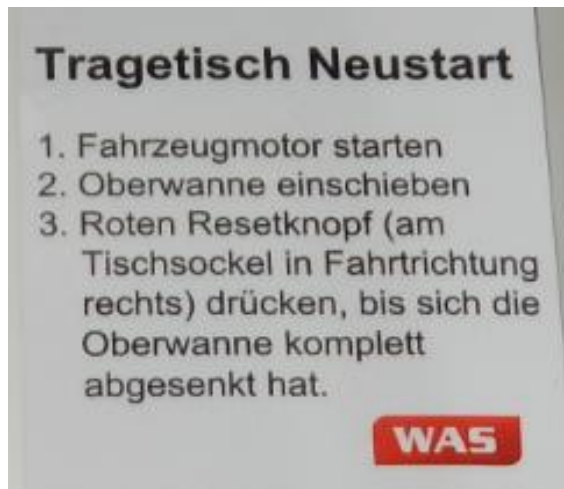 Tragetisch Neustart
1. Fahrzeugmotor starten
2. Oberwanne einschieben
3. Roten Resetknopf (am
Tischsockel in Fahrtrichtung
rechts) drücken, bis sich die
Oberwanne komplett
abgesenkt hat.
WAS